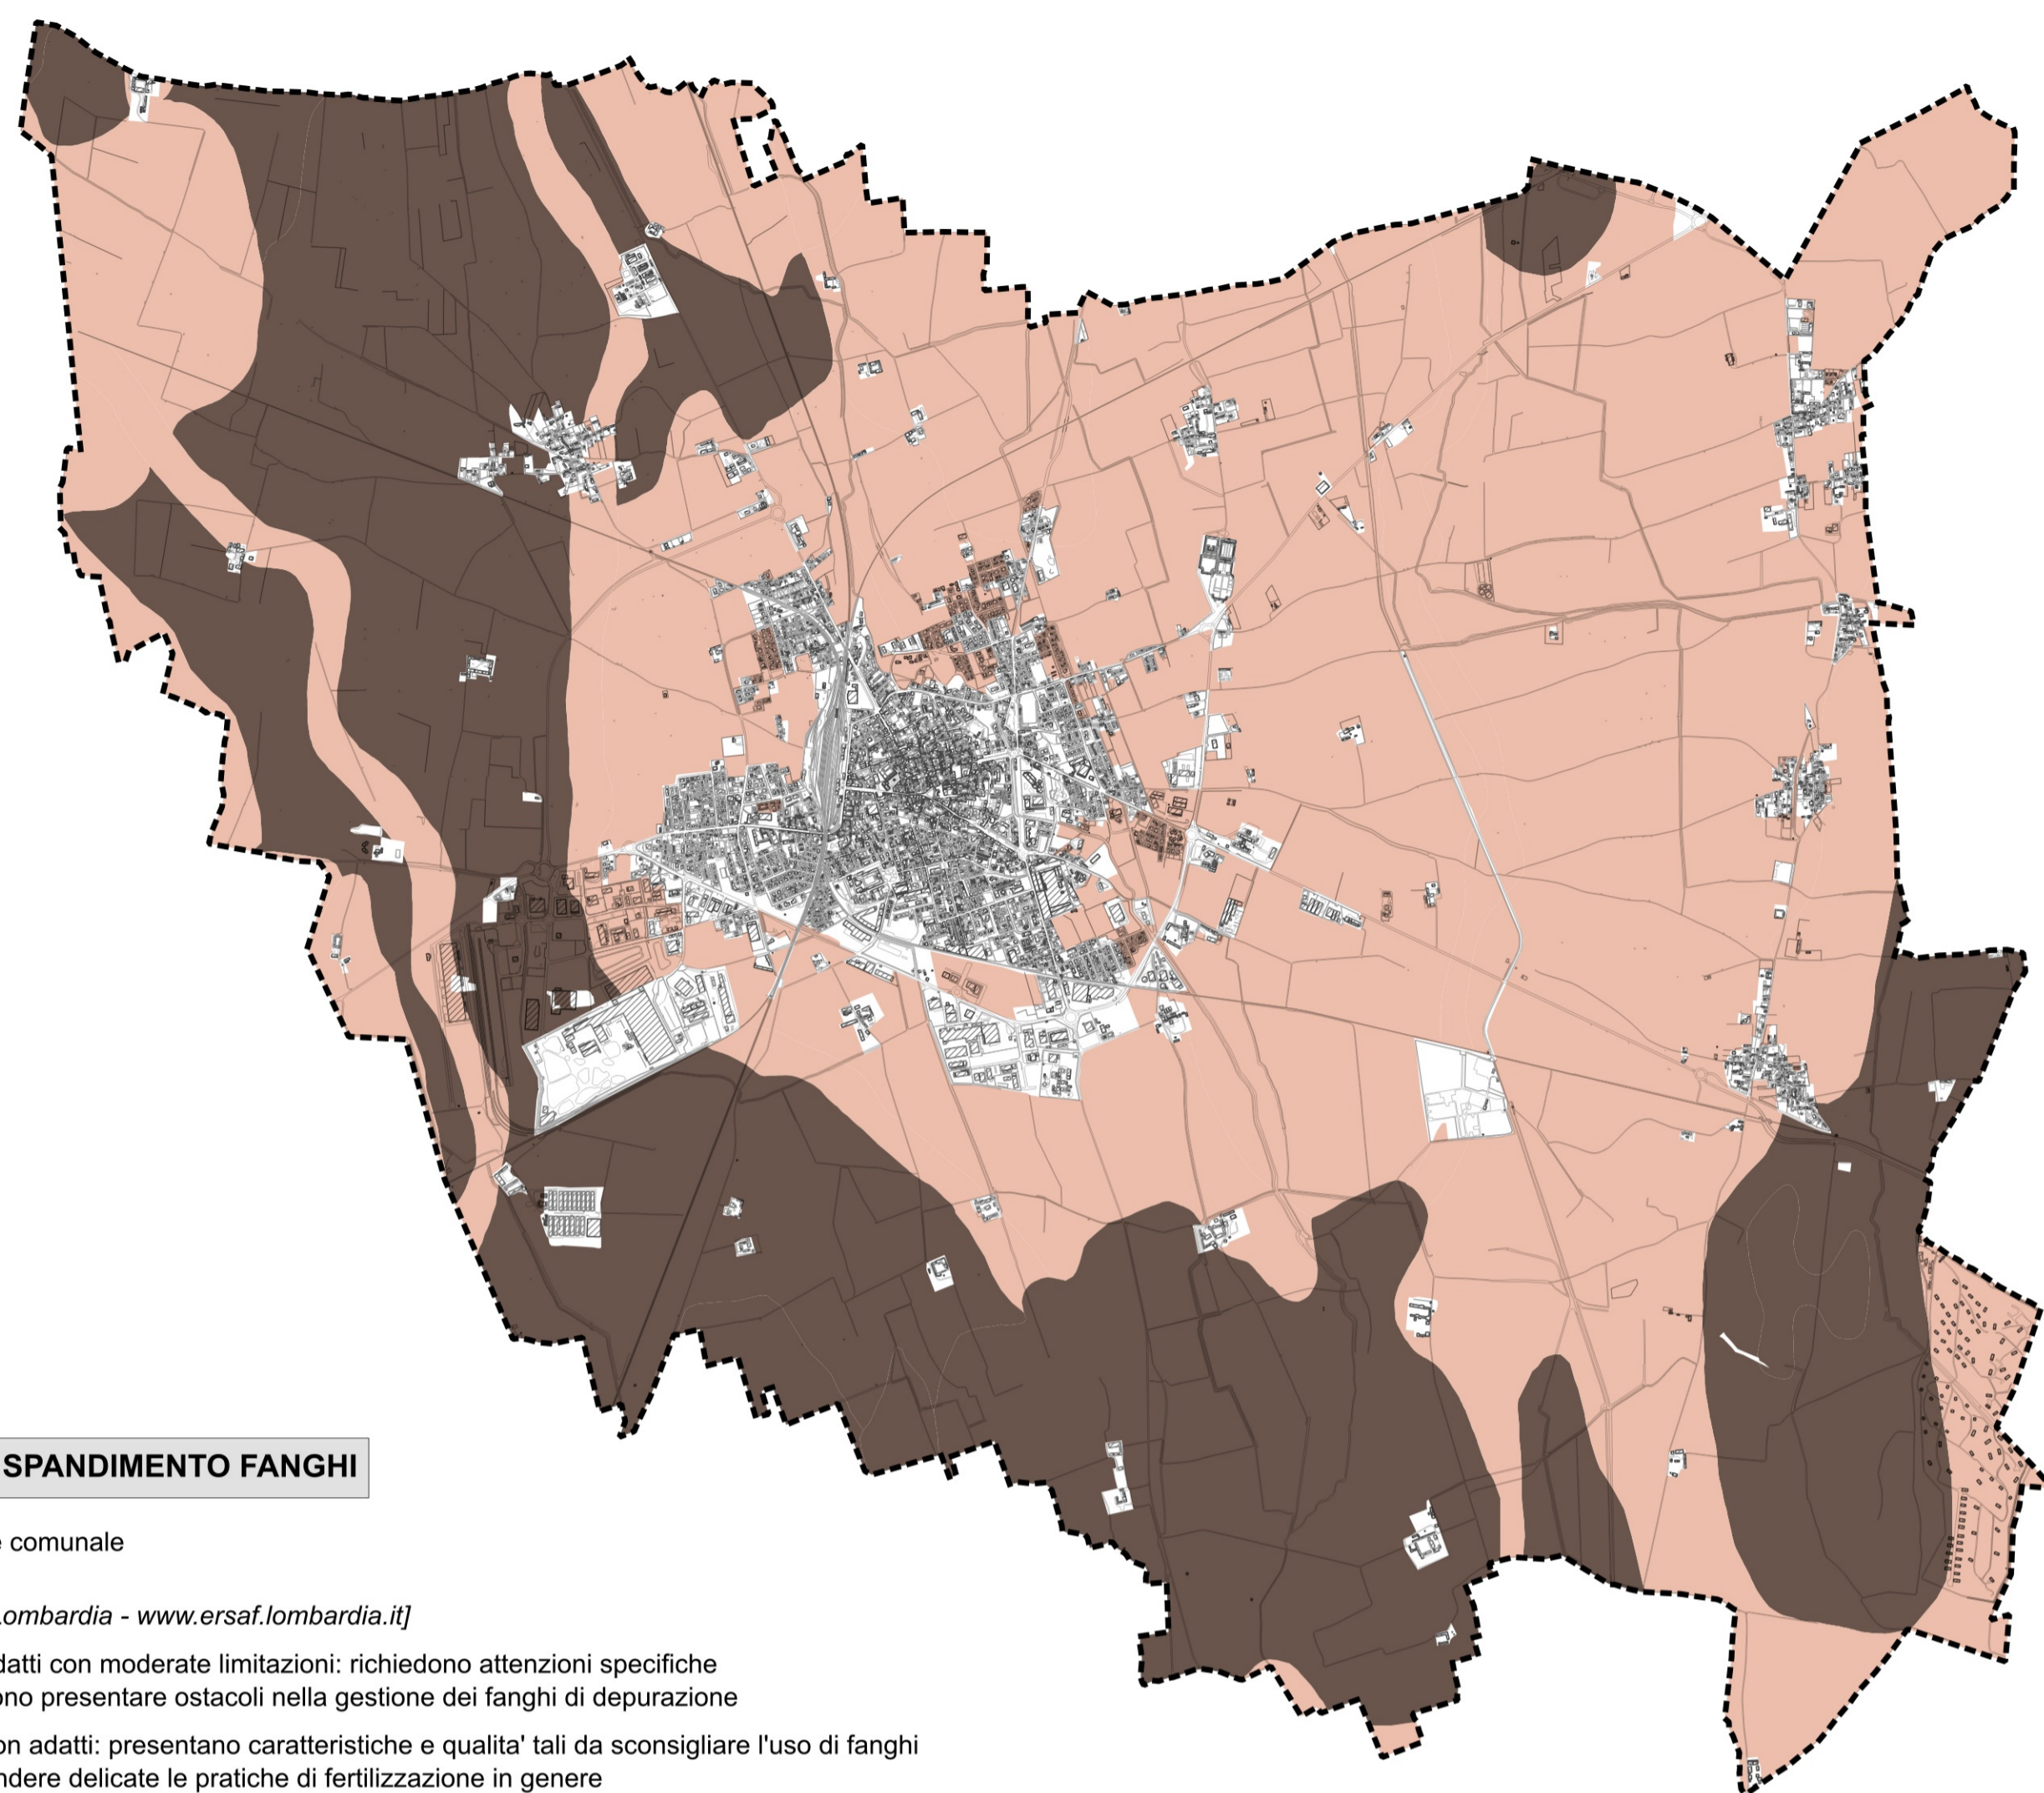 SPANDIMENTO FANGHI
comunale
ombardia - www.ersaf.lombardia.it]
datti con moderate limitazioni: richiedono attenzioni specifiche
ono presentare ostacoli nella gestione dei fanghi di depurazione
on adatti: presentano caratteristiche e qualita' tali da sconsigliare l'uso di fanghi
ndere delicate le pratiche di fertilizzazione in genere